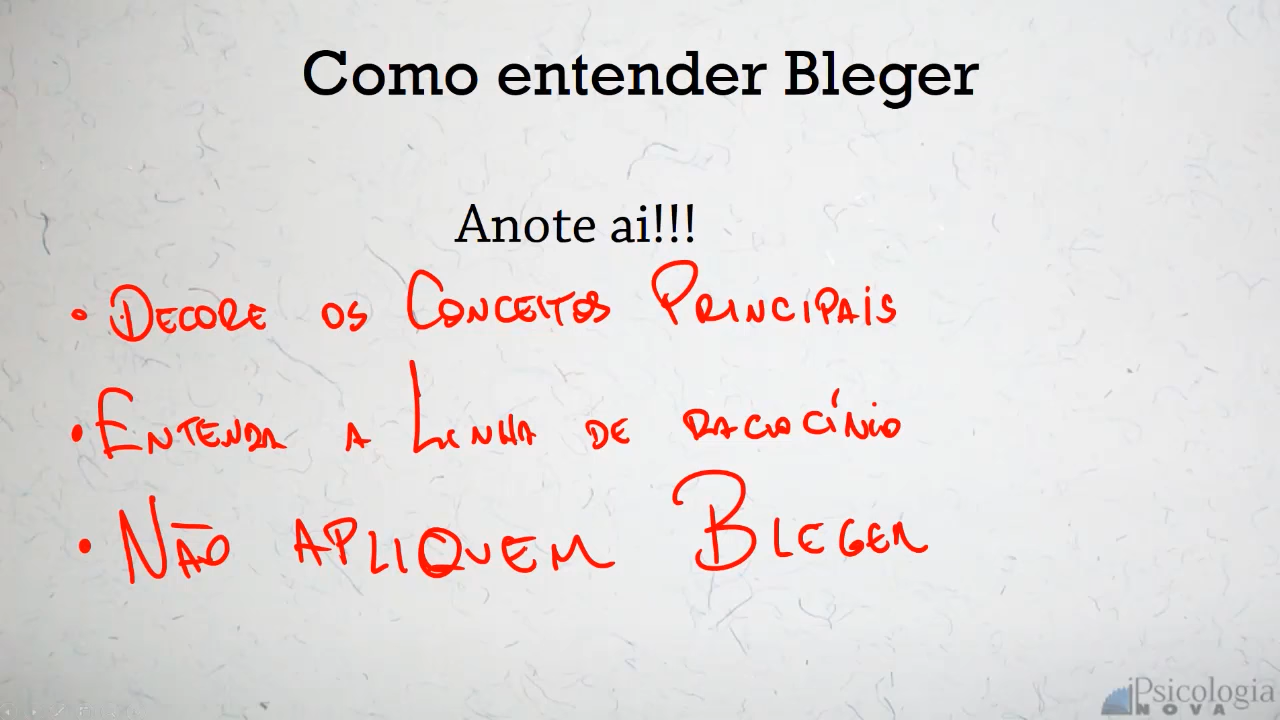 Como entender Bleger
Anote ai!!!
• DECORE OS CONCEITOS PRINCIPAIS
• ENTENDA A LINHA DE RACIOCÍNIO
• NÃO APLIQUEM BLEGER
Psicologia
NOVA